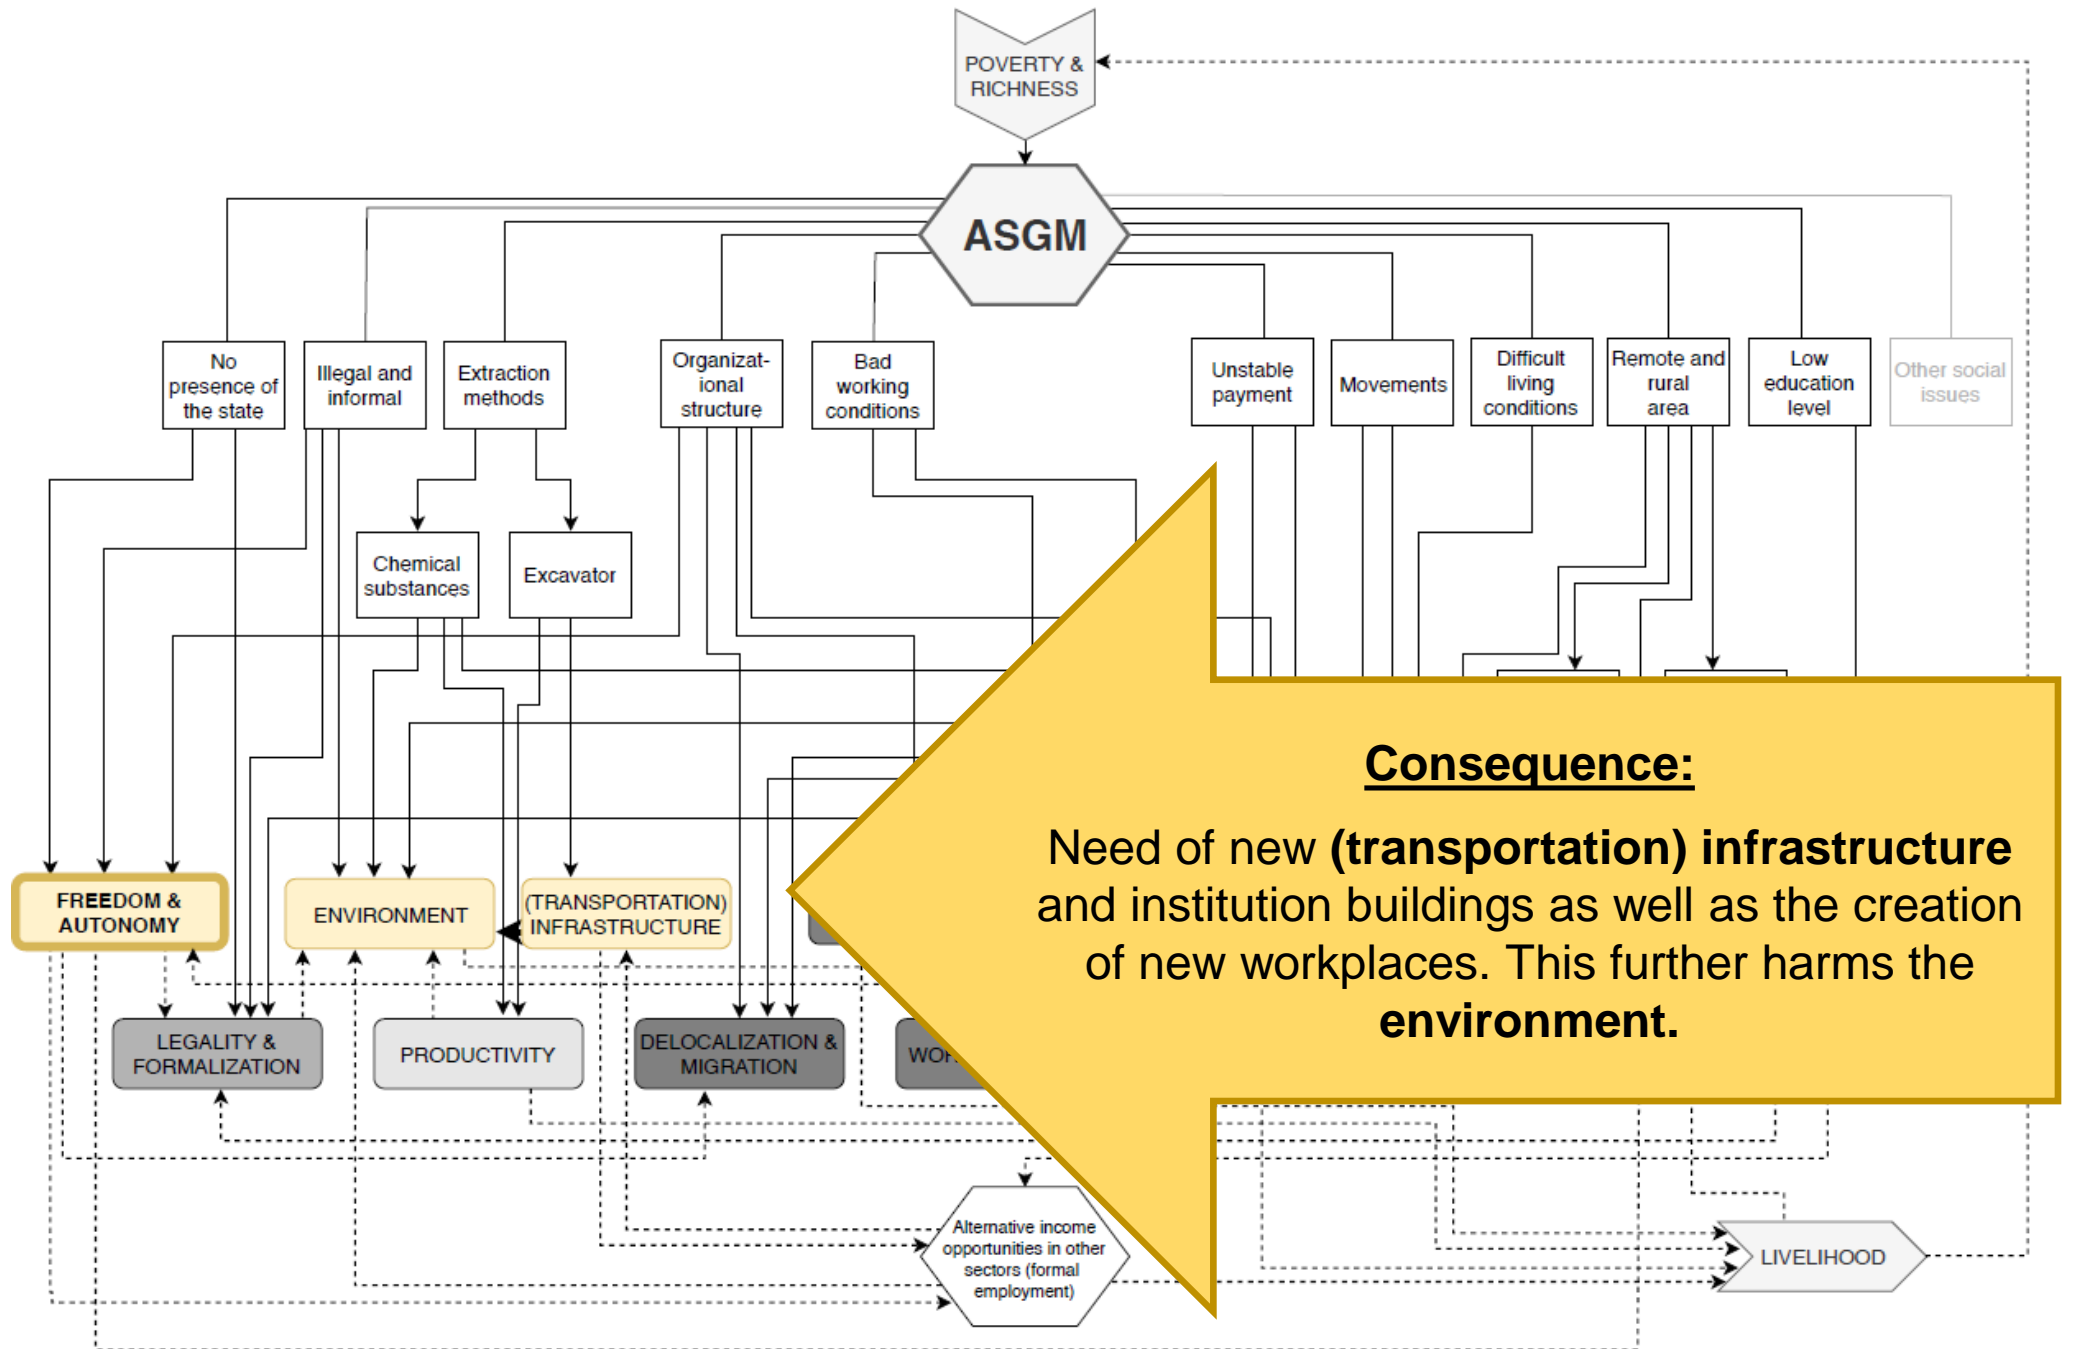 POVERTY &
RICHNESS
ASGM
No
presence of
the state
Illegal and
informal
Extraction
methods
Organizat-
ional
structure
Bad
working
conditions
Unstable
payment
Movements
Difficult
living
conditions
Remote and
rural
area
Low
education
level
Other social
issues
Chemical
substances
Excavator
Consequence:
Need of new (transportation) infrastructure
and institution buildings as well as the creation
of new workplaces. This further harms the
environment.
FREEDOM &
AUTONOMY
ENVIRONMENT
(TRANSPORTATION)
INFRASTRUCTURE
LEGALITY &
FORMALIZATION
PRODUCTIVITY
DELOCALIZATION &
MIGRATION
Alternative income
opportunities in other
sectors (formal
employment)
LIVELIHOOD